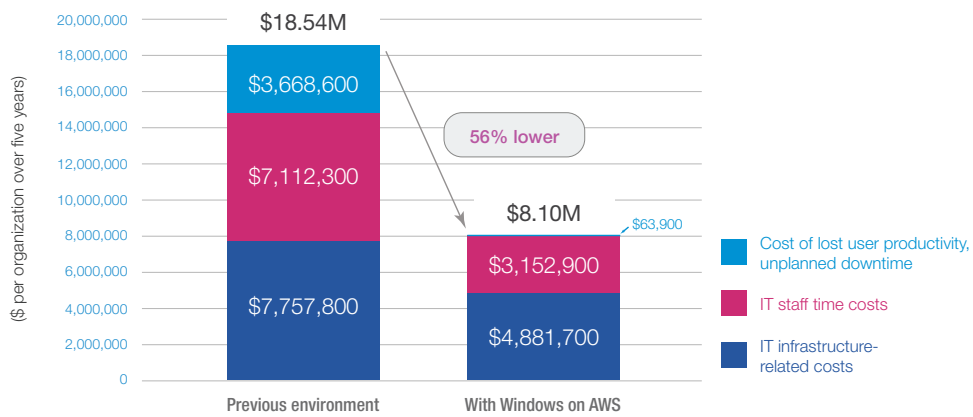 ($ per organization over five years)
20,000,000
18,000,000
16,000,000
14,000,000
12,000,000
10,000,000
8,000,000
6,000,000
4,000,000
2,000,000
0
$18.54M
$3,668,600
$7,112,300
$7,757,800
Previous environment
56% lower
$8.10M
$63,900
$3,152,900
$4,881,700
With Windows on AWS
Cost of lost user productivity,
unplanned downtime
IT staff time costs
IT infrastructure-
related costs